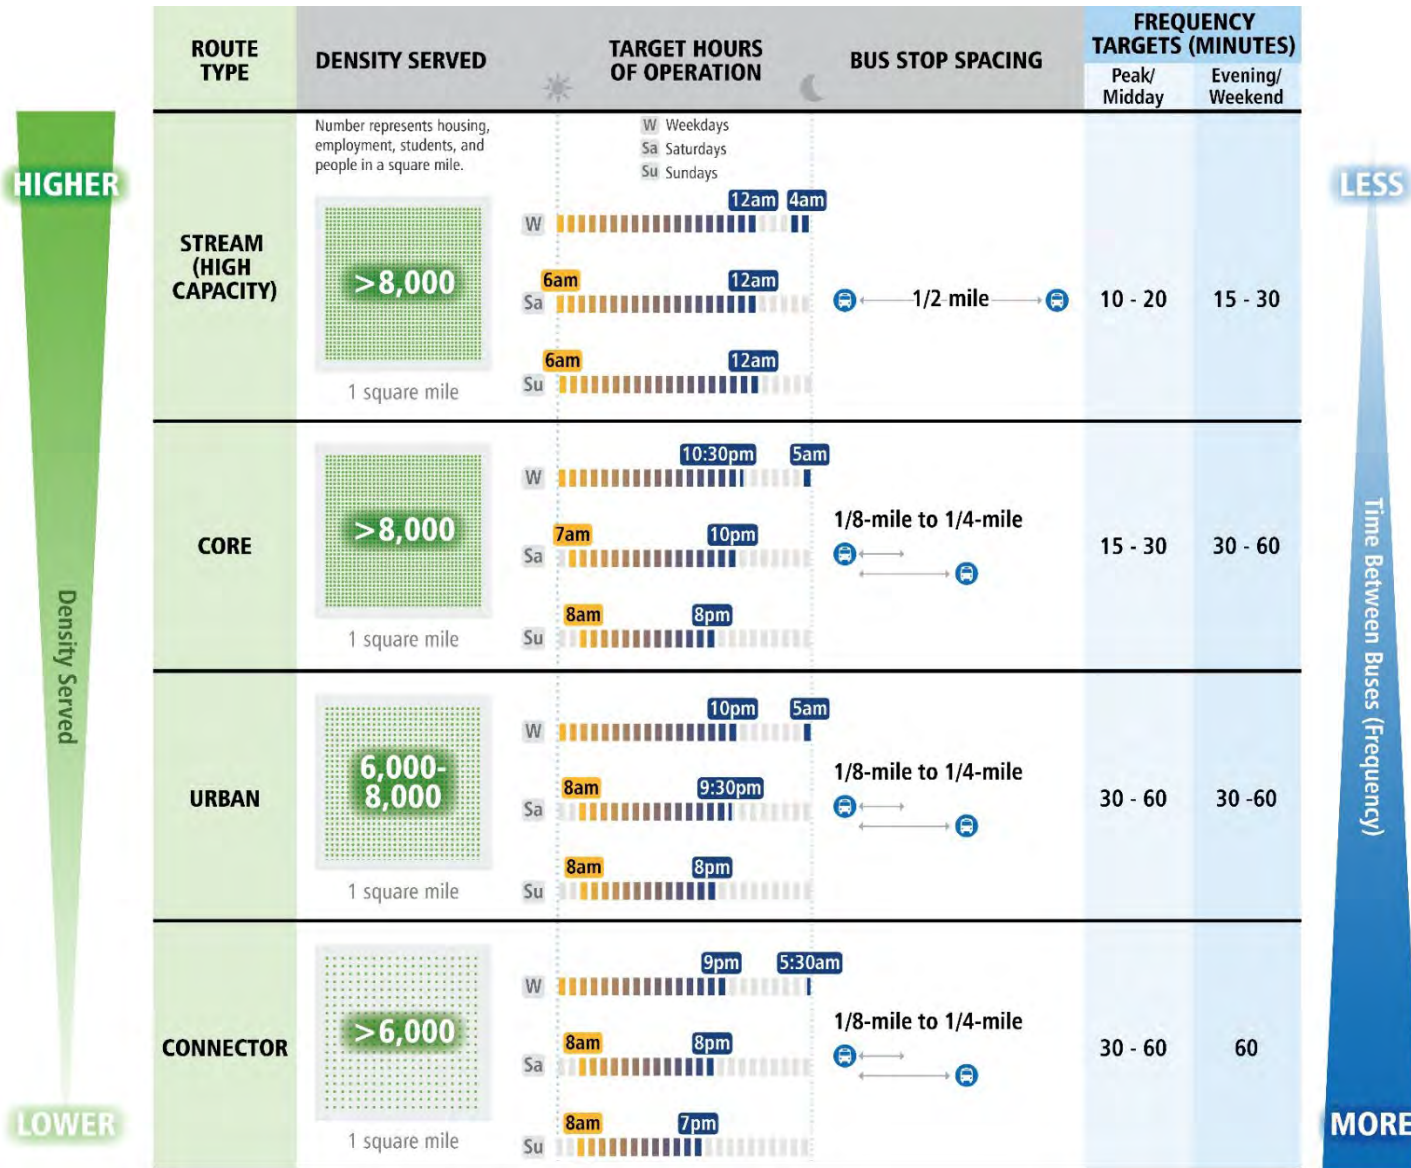 ROUTE
TYPE
DENSITY SERVED
TARGET HOURS
OF OPERATION
BUS STOP SPACING
FREQUENCY
TARGETS (MINUTES)
Peak/
Midday
Evening/
Weekend
HIGHER
Density Served
LOWER
STREAM
(HIGH
CAPACITY)
Number represents housing,
employment, students, and
people in a square mile.
>8,000
1 square mile
W Weekdays
Sa Saturdays
Su Sundays
12am 4am
W
6am 12am
Sa
6am 12am
Su
1/2 mile
10 - 20
15 - 30
CORE
>8,000
1 square mile
10:30pm 5am
W
7am 10pm
Sa
8am 8pm
Su
1/8-mile to 1/4-mile
15 - 30
30 - 60
URBAN
6,000-
8,000
1 square mile
10pm 5am
W
8am 9:30pm
Sa
8am 8pm
Su
1/8-mile to 1/4-mile
30 - 60
30 -60
CONNECTOR
>6,000
1 square mile
9pm 5:30am
W
8am 8pm
Sa
8am 7pm
Su
1/8-mile to 1/4-mile
30 - 60
60
LESS
Time Between Buses (Frequency)
MORE